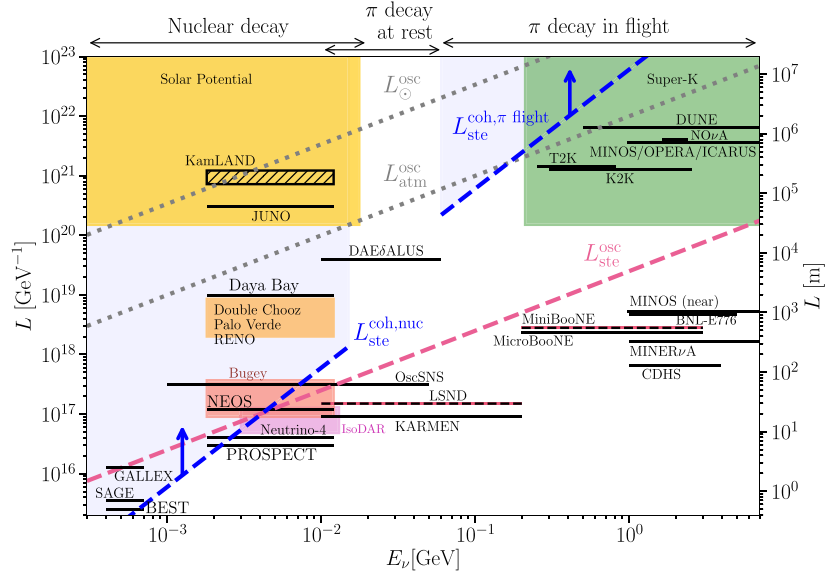 Nuclear decay
π decay
at rest
π decay in flight
10^23
10^22
10^21
10^20
10^19
10^18
10^17
10^16
L [GeV^−1]
10^7
10^6
10^5
10^4
10^3
10^2
10^1
10^0
L [m]
10^−3
10^−2
10^−1
10^0
E_ν[GeV]
Solar Potential
L_⊙^osc
L_ste^coh,π flight
Super-K
DUNE
NOνA
MINOS/OPERA/ICARUS
T2K
K2K
KamLAND
L_atm^osc
JUNO
DAEδALUS
L_ste^osc
Daya Bay
Double Chooz
Palo Verde
RENO
L_ste^coh,nuc
MINOS (near)
MiniBooNE
BNL-E776
MicroBooNE
MINERνA
CDHS
Bugey
OscSNS
NEOS
LSND
Neutrino-4
IsoDAR
KARMEN
PROSPECT
GALLEX
SAGE
BEST